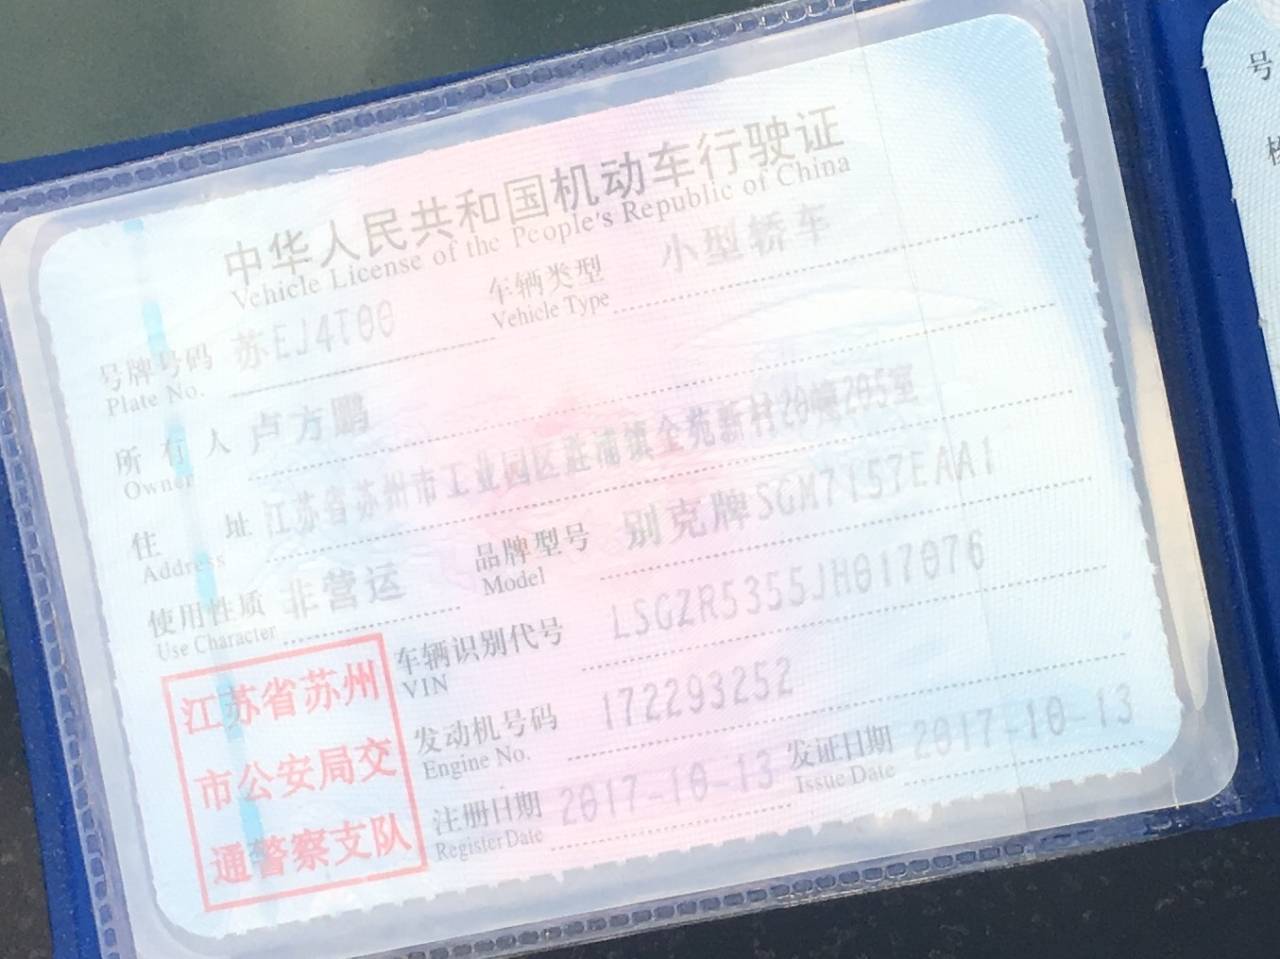 中华人民共和国机动车行驶证
Vehicle License of the People's Republic of China
号牌号码 苏EJ4T00 车辆类型 小型轿车
Plate No. Vehicle Type
所有人 卢方鹏
Owner
住址 江苏省苏州市工业园区胜浦镇金苑新村20幢205室
Address
使用性质 非营运 品牌型号 别克牌SGM7157EAA1
Use Character Model
车辆识别代号 LSGZR5355JH017076
VIN
发动机号码 172293252
Engine No.
注册日期 2017-10-13 发证日期 2017-10-13
Register Date Issue Date
江苏省苏州
市公安局交
通警察支队
号